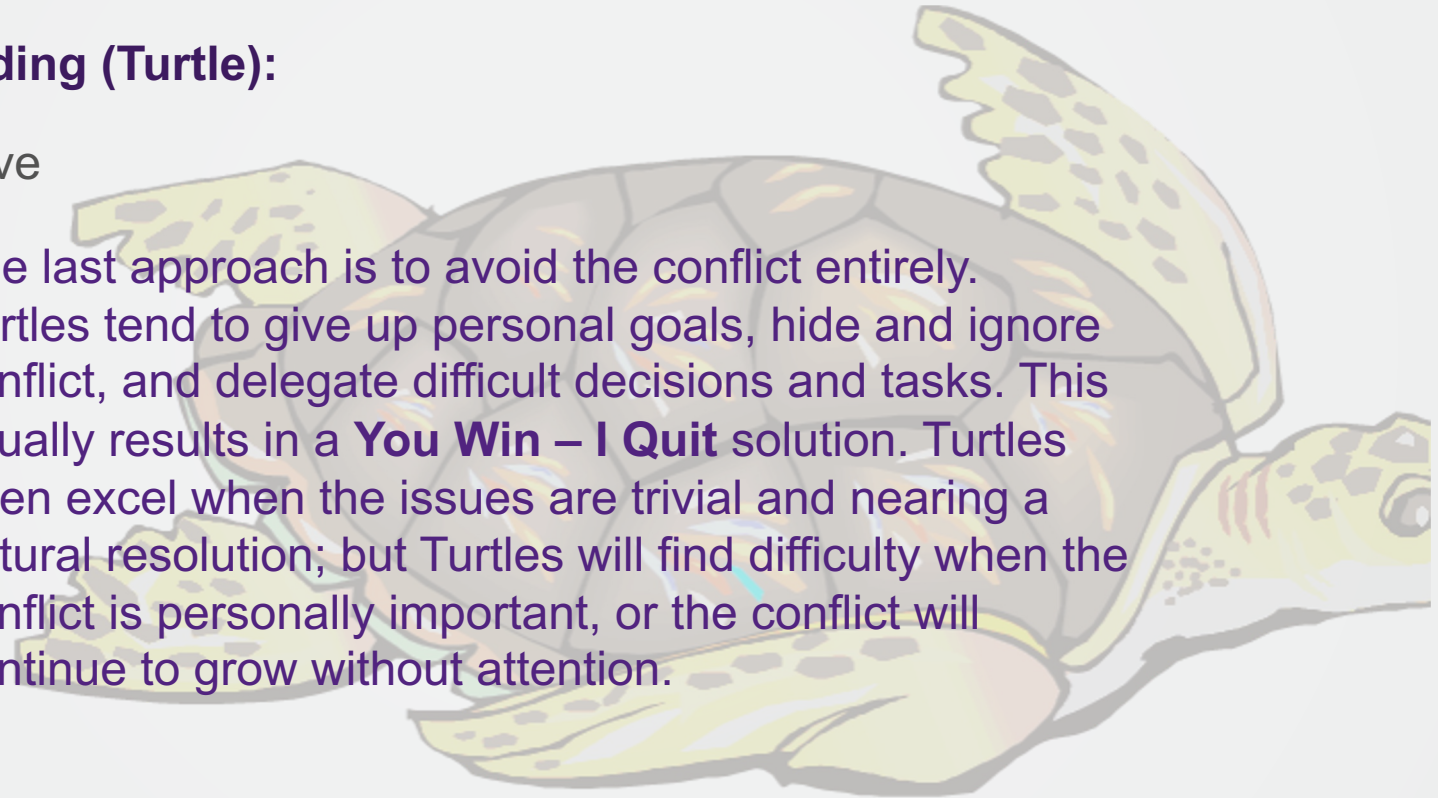 ding (Turtle):
ve
e last approach is to avoid the conflict entirely.
rtles tend to give up personal goals, hide and ignore
nflict, and delegate difficult decisions and tasks. This
ually results in a You Win – I Quit solution. Turtles
en excel when the issues are trivial and nearing a
tural resolution; but Turtles will find difficulty when the
nflict is personally important, or the conflict will
ntinue to grow without attention.